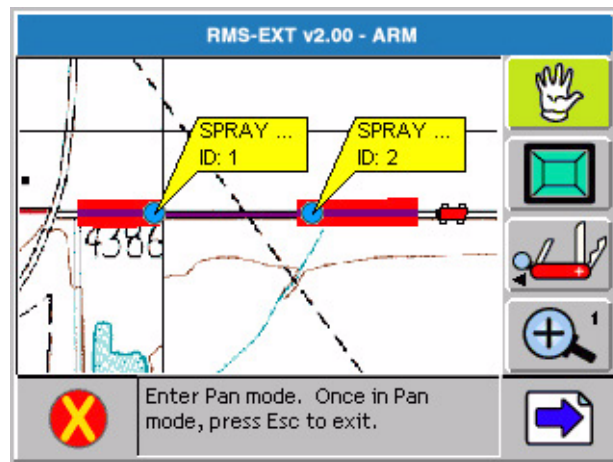 RMS-EXT v2.00 - ARM
SPRAY ...
ID: 1
SPRAY ...
ID: 2
4386
1
1
Enter Pan mode. Once in Pan
mode, press Esc to exit.